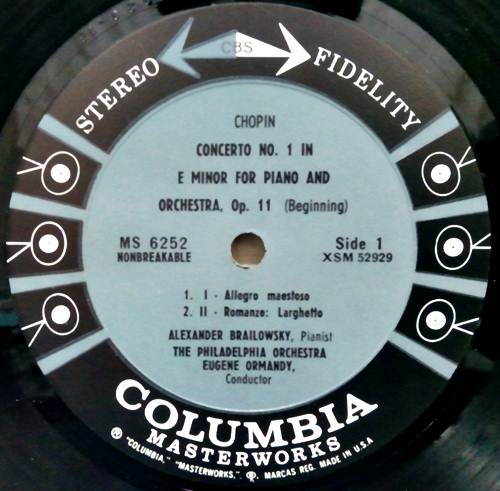 CBS
STEREO FIDELITY
CHOPIN
CONCERTO NO. 1 IN
E MINOR FOR PIANO AND
ORCHESTRA, Op. 11 (Beginning)
MS 6252 Side 1
NONBREAKABLE XSM 52929
1. I - Allegro maestoso
2. II - Romanze: Larghetto
ALEXANDER BRAILOWSKY, Pianist
THE PHILADELPHIA ORCHESTRA
EUGENE ORMANDY,
Conductor
COLUMBIA
MASTERWORKS
® "COLUMBIA," "MASTERWORKS," Ⓟ. MARCAS REG. MADE IN U.S.A